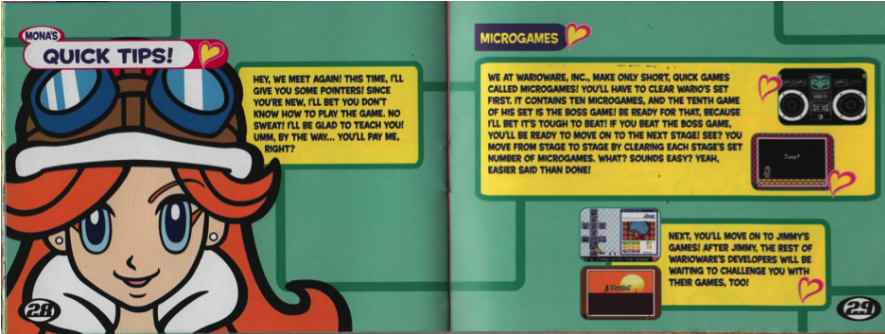 MONA'S
QUICK TIPS!
HEY, WE MEET AGAIN! THIS TIME, I'LL
GIVE YOU SOME POINTERS! SINCE
YOU'RE NEW, I'LL BET YOU DON'T
KNOW HOW TO PLAY THE GAME. NO
SWEAT! I'LL BE GLAD TO TEACH YOU!
UMM, BY THE WAY... YOU'LL PAY ME,
RIGHT?
28
MICROGAMES
WE AT WARIOWARE, INC., MAKE ONLY SHORT, QUICK GAMES
CALLED MICROGAMES! YOU'LL HAVE TO CLEAR WARIO'S SET
FIRST. IT CONTAINS TEN MICROGAMES, AND THE TENTH GAME
OF HIS SET IS THE BOSS GAME! BE READY FOR THAT, BECAUSE
I'LL BET IT'S TOUGH TO BEAT! IF YOU BEAT THE BOSS GAME,
YOU'LL BE READY TO MOVE ON TO THE NEXT STAGE! SEE? YOU
MOVE FROM STAGE TO STAGE BY CLEARING EACH STAGE'S SET
NUMBER OF MICROGAMES. WHAT? SOUNDS EASY? YEAH,
EASIER SAID THAN DONE!
Jump!
NEXT, YOU'LL MOVE ON TO JIMMY'S
GAMES! AFTER JIMMY, THE REST OF
WARIOWARE'S DEVELOPERS WILL BE
WAITING TO CHALLENGE YOU WITH
THEIR GAMES, TOO!
29